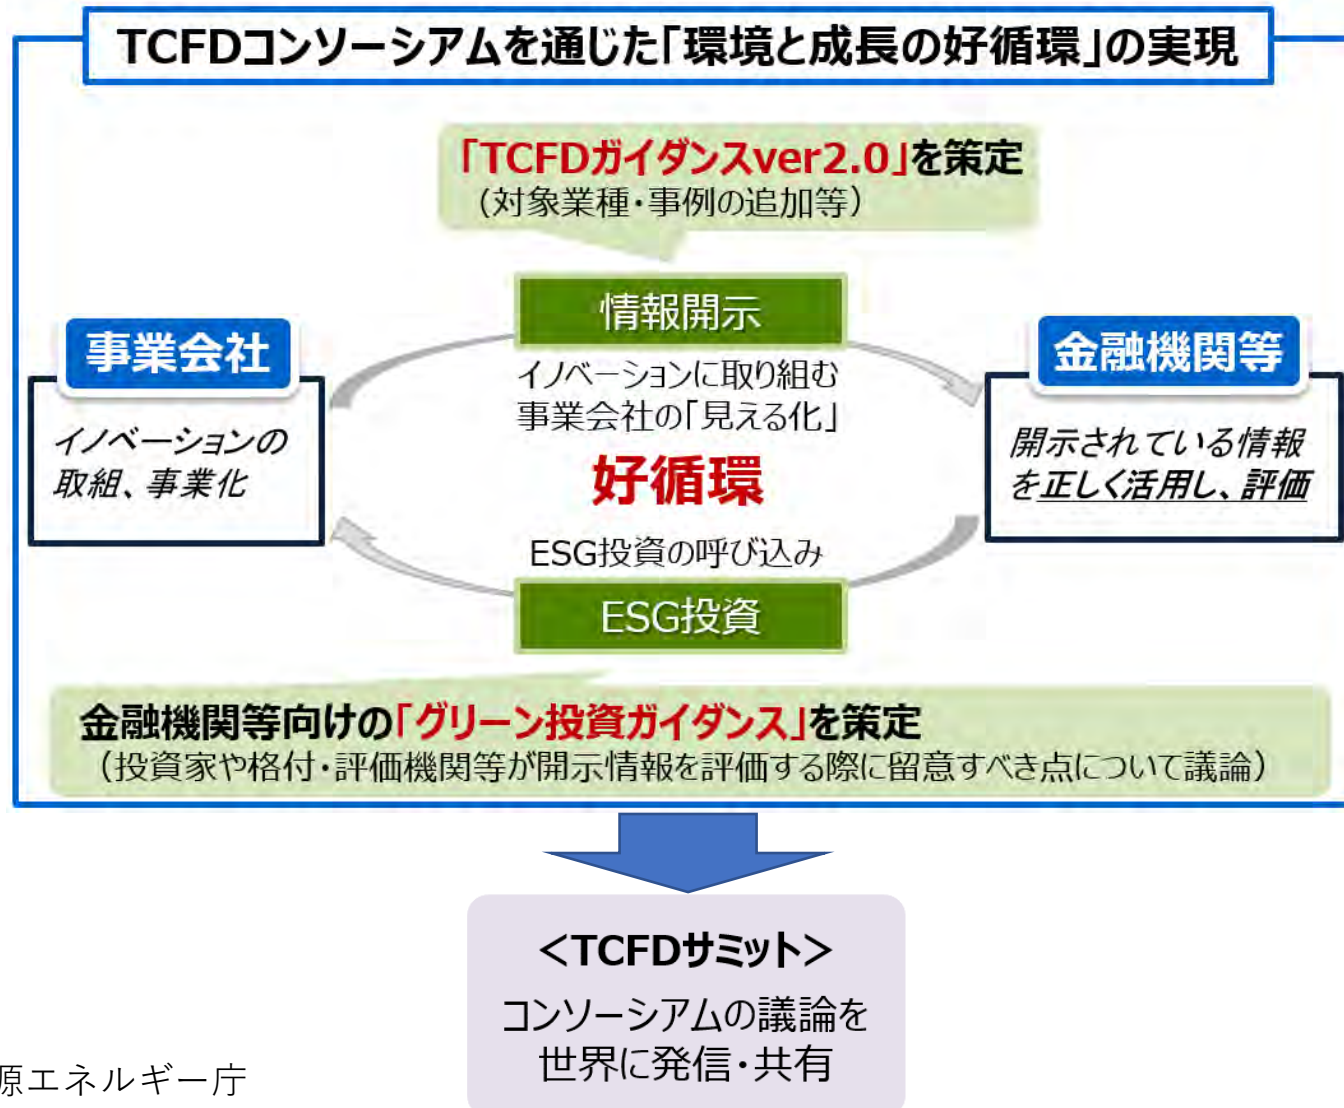 TCFDコンソーシアムを通じた「環境と成長の好循環」の実現
「TCFDガイダンスver2.0」を策定
（対象業種・事例の追加等）
情報開示
事業会社
金融機関等
イノベーションに取り組む
事業会社の「見える化」
イノベーションの
取組、事業化
開示されている情報
を正しく活用し、評価
好循環
ESG投資の呼び込み
ESG投資
金融機関等向けの「グリーン投資ガイダンス」を策定
（投資家や格付・評価機関等が開示情報を評価する際に留意すべき点について議論）
＜TCFDサミット＞
コンソーシアムの議論を
世界に発信・共有
源エネルギー庁